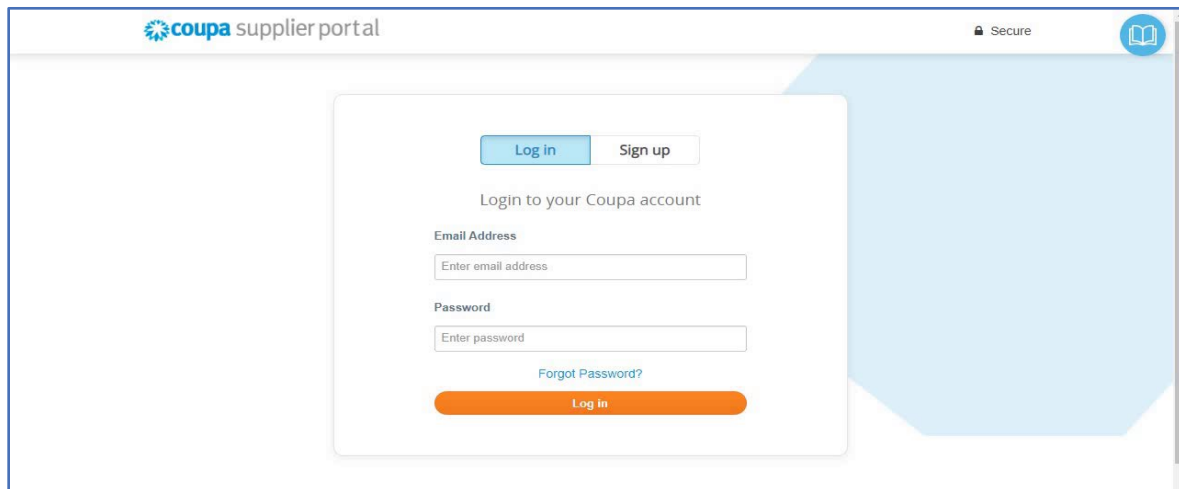 coupa supplier portal
Secure
Log in
Sign up
Login to your Coupa account
Email Address
Enter email address
Password
Enter password
Forgot Password?
Log in